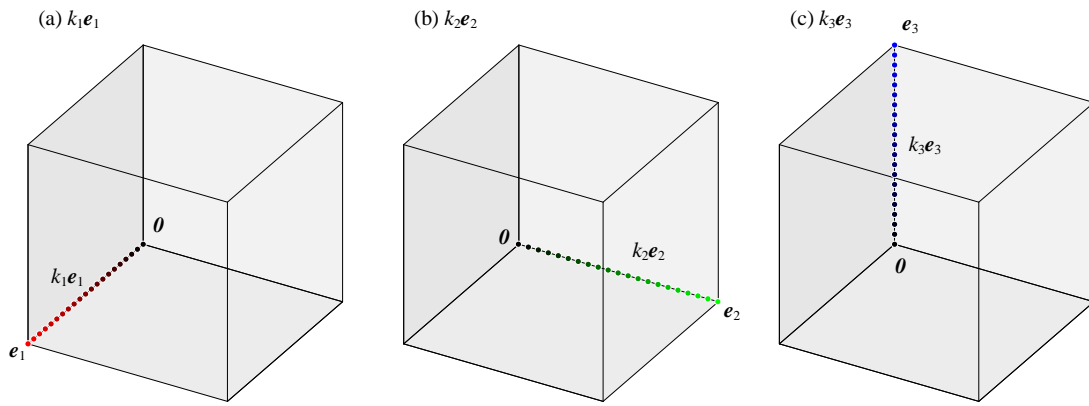 (a) k₁e₁
(b) k₂e₂
(c) k₃e₃
e₃
k₃e₃
0
0
k₂e₂
k₁e₁
0
e₂
e₁